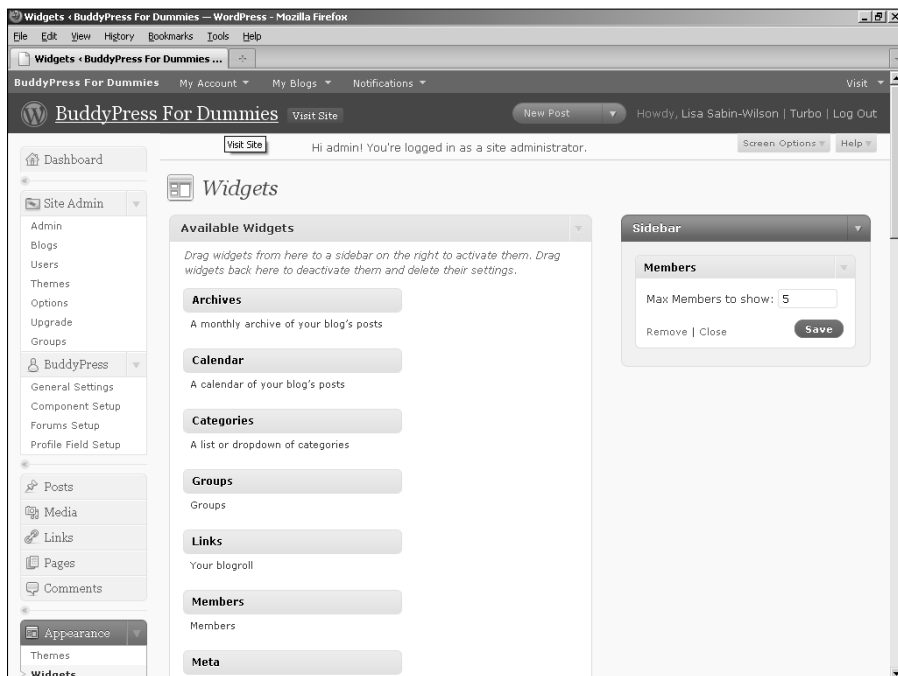 Widgets ‹ BuddyPress For Dummies — WordPress - Mozilla Firefox
File Edit View History Bookmarks Tools Help
Widgets ‹ BuddyPress For Dummies ...
BuddyPress For Dummies My Account My Blogs Notifications Visit
BuddyPress For Dummies Visit Site New Post Howdy, Lisa Sabin-Wilson | Turbo | Log Out
Visit Site
Hi admin! You're logged in as a site administrator.
Screen Options Help
Dashboard
Site Admin
Admin
Blogs
Users
Themes
Options
Upgrade
Groups
BuddyPress
General Settings
Component Setup
Forums Setup
Profile Field Setup
Posts
Media
Links
Pages
Comments
Appearance
Themes
Widgets
Widgets
Available Widgets
Drag widgets from here to a sidebar on the right to activate them. Drag
widgets back here to deactivate them and delete their settings.
Archives
A monthly archive of your blog's posts
Calendar
A calendar of your blog's posts
Categories
A list or dropdown of categories
Groups
Groups
Links
Your blogroll
Members
Members
Meta
Sidebar
Members
Max Members to show: 5
Remove | Close Save